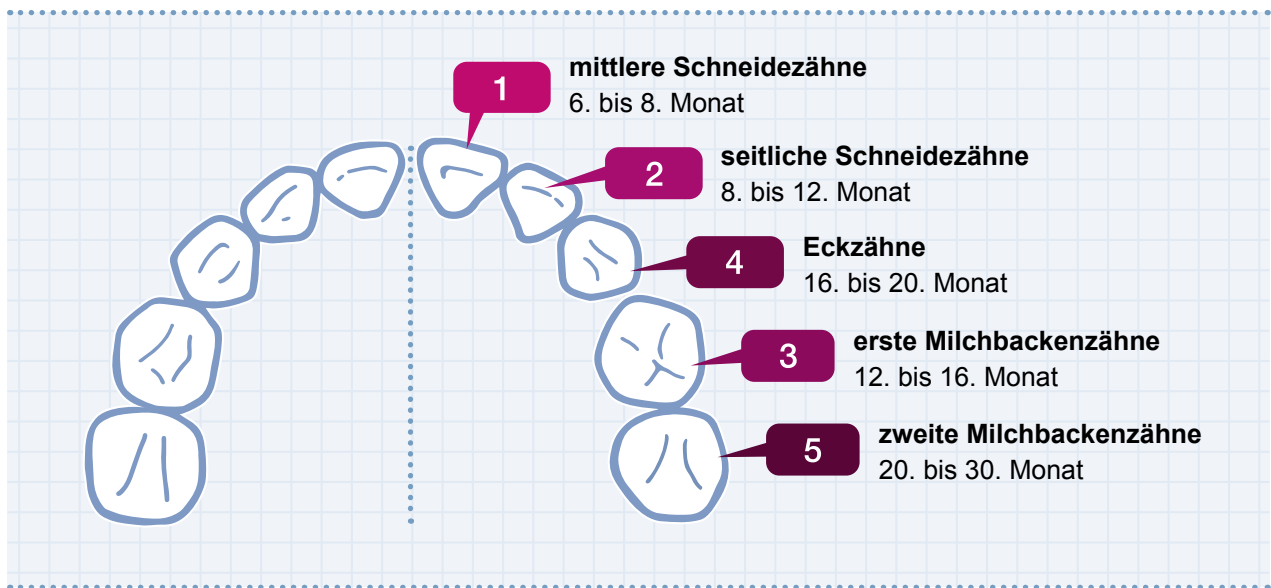 1
mittlere Schneidezähne
6. bis 8. Monat
2
seitliche Schneidezähne
8. bis 12. Monat
4
Eckzähne
16. bis 20. Monat
3
erste Milchbackenzähne
12. bis 16. Monat
5
zweite Milchbackenzähne
20. bis 30. Monat